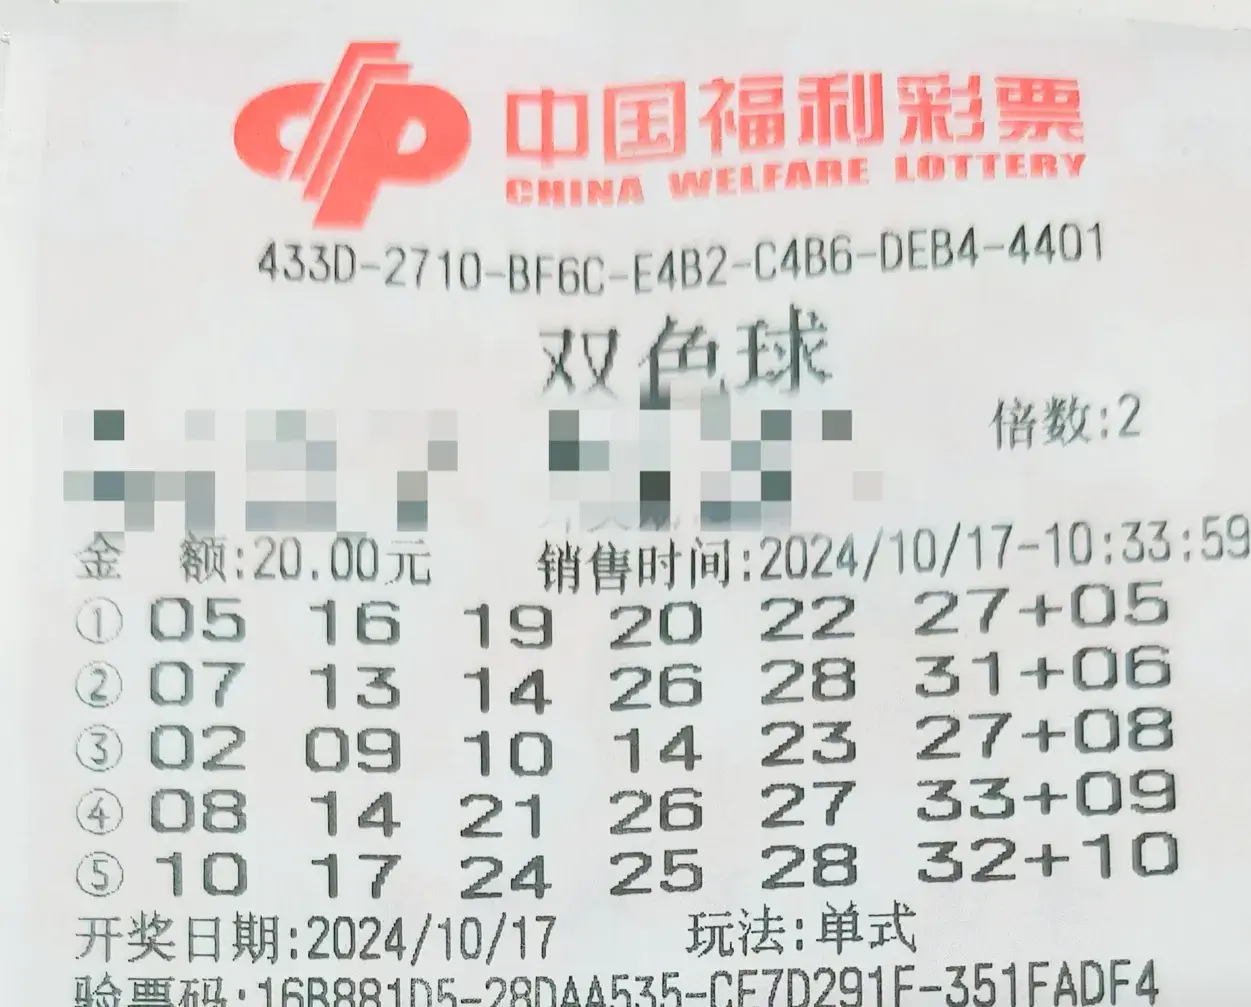 中国福利彩票
CHINA WELFARE LOTTERY
433D-2710-BF6C-E4B2-C4B6-DEB4-4401
双色球
倍数:2
金 额:20.00元 销售时间:2024/10/17-10:33:59
① 05 16 19 20 22 27+05
② 07 13 14 26 28 31+06
③ 02 09 10 14 23 27+08
④ 08 14 21 26 27 33+09
⑤ 10 17 24 25 28 32+10
开奖日期:2024/10/17 玩法:单式
验票码:16B881D5-28DAA535-CF7D291F-351FADF4